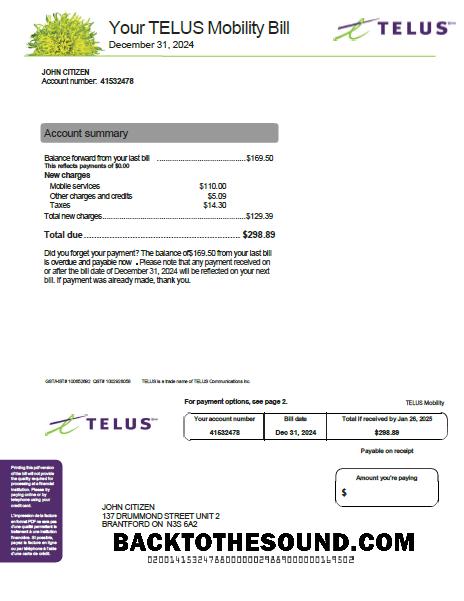 Your TELUS Mobility Bill
December 31, 2024
TELUS
JOHN CITIZEN
Account number: 41532478
Account summary
Balance forward from your last bill ..................................$169.50
This reflects payments of $0.00
New charges
Mobile services $110.00
Other charges and credits $5.09
Taxes $14.30
Total new charges......................................................$129.39
Total due ....................................................... $298.89
Did you forget your payment? The balance of$169.50 from your last bill
is overdue and payable now . Please note that any payment received on
or after the bill date of December 31, 2024 will be reflected on your next
bill. If payment was already made, thank you.
TELUS is a trade name of TELUS Communications Inc
For payment options, see page 2.
TELUS Mobility
TELUS
Your account number Bill date Total if received by Jan 26, 2025
41532478 Dec 31, 2024 $298.89
Payable on receipt
Amount you're paying
$
Printing this pdf version
of the bill will not provide
the quality required for
processing at a financial
institution. Please try
paying online or by
telephone using your
credit card.
L'impression de la facture
en format PDF ne sera pas
d'une qualité permettant le
traitement à une institution
financière. Si possible,
payez la facture en ligne
ou par téléphone à l'aide
d'une carte de crédit.
JOHN CITIZEN
137 DRUMMOND STREET UNIT 2
BRANTFORD ON N3S 6A2
BACKTOTHESOUND.COM